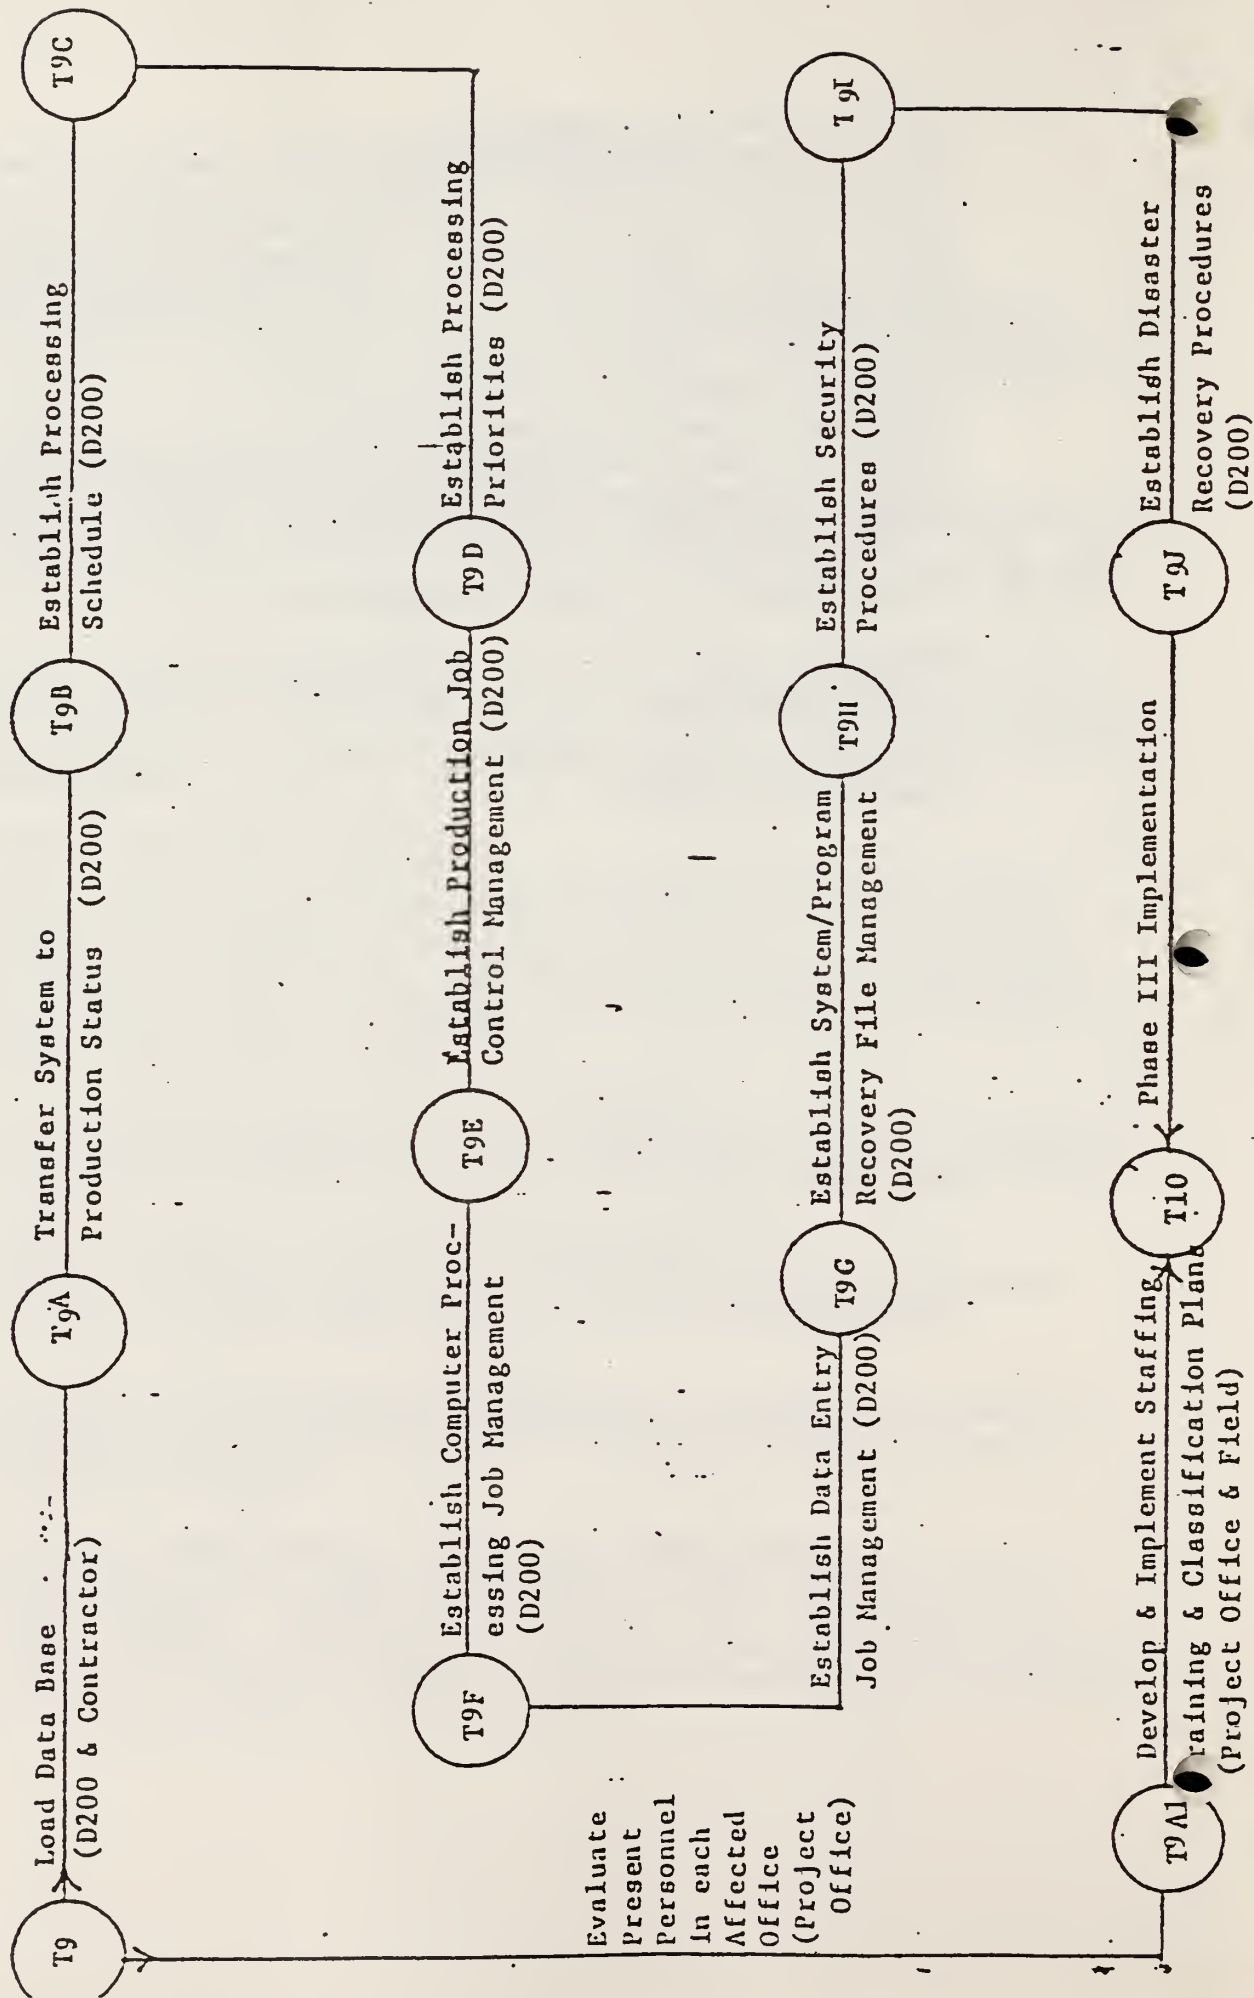 T9
Load Data Base
(D200 & Contractor)
T9A
Transfer System to
Production Status (D200)
T9B
Establish Processing
Schedule (D200)
T9C
Establish Processing
Priorities (D200)
T9D
Establish Production Job
Control Management (D200)
T9E
Establish Computer Proc-
essing Job Management
(D200)
T9F
Evaluate
Present
Personnel
in each
Affected
Office
(Project
Office)
Establish Data Entry
Job Management (D200)
T9G
Establish System/Program
Recovery File Management
(D200)
T9H
Establish Security
Procedures (D200)
T9I
Establish Disaster
Recovery Procedures
(D200)
T9J
Phase III Implementation
T10
Develop & Implement Staffing,
raining & Classification Plans
(Project Office & Field)
T9A1